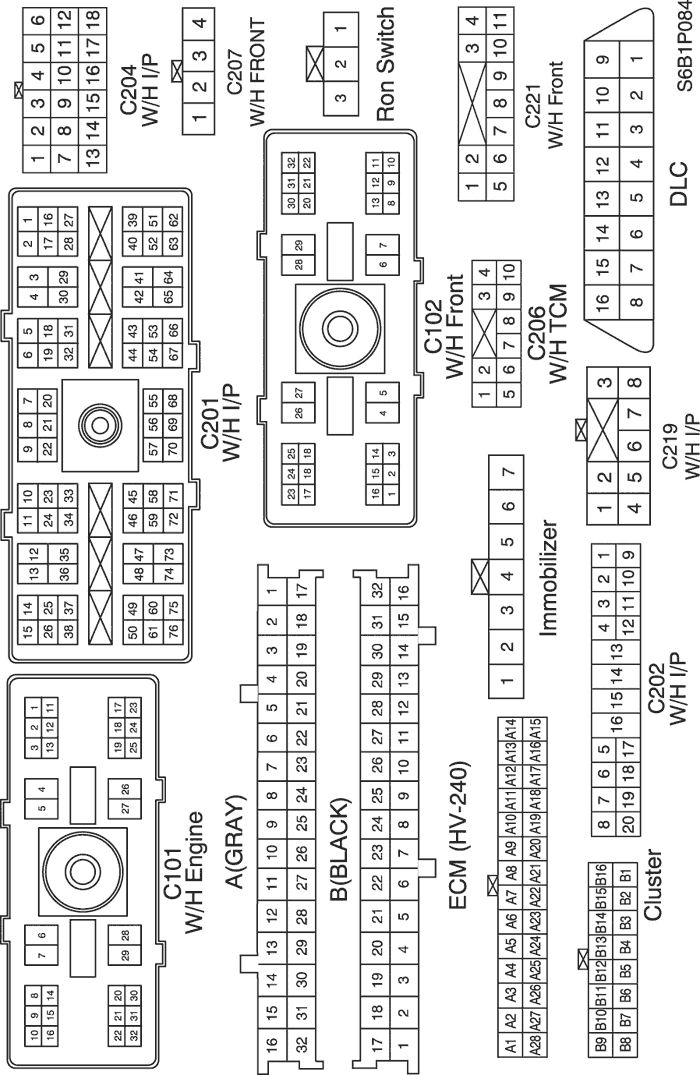 10 9 8 7 6 5 4 3 2 1
16 15 14 13 12 11
22 21 20 29 28 27 26 19 18 17
32 31 30 25 24 23
C101
W/H Engine
15 14 13 12 11 10 9 8 7 6 5 4 3 2 1
26 25 24 23 22 21 20 19 18 17 16
38 37 36 35 34 33 32 31 30 29 28 27
50 49 48 47 46 45 44 43 42 41 40 39
61 60 59 58 57 56 55 54 53 52 51
76 75 74 73 72 71 70 69 68 67 66 65 64 63 62
C201
W/H I/P
1 2 3 4 5 6
7 8 9 10 11 12
13 14 15 16 17 18
C204
W/H I/P
1 2 3 4
C207
W/H FRONT
3 2 1
Ron Switch
A(GRAY)
16 15 14 13 12 11 10 9 8 7 6 5 4 3 2 1
32 31 30 29 28 27 26 25 24 23 22 21 20 19 18 17
B(BLACK)
17 18 19 20 21 22 23 24 25 26 27 28 29 30 31 32
1 2 3 4 5 6 7 8 9 10 11 12 13 14 15 16
ECM (HV-240)
23 24 25 26 27 28 29 30 31 32
17 18 18 20 21 22
16 15 14 4 5 6 7 13 12 11
1 2 3 8 9 10
C102
W/H Front
1 2 3 4
5 6 7 8 9 10
C206
W/H TCM
1 2 3 4
5 6 7 8 9 10 11
C221
W/H Front
A1 A2 A3 A4 A5 A6 A7 A8 A9 A10 A11 A12 A13 A14
A28 A27 A26 A25 A24 A23 A22 A21 A20 A19 A18 A17 A16 A15
1 2 3 4 5 6 7
Immobilizer
B9 B10 B11 B12 B13 B14 B15 B16
B8 B7 B6 B5 B4 B3 B2 B1
Cluster
8 7 6 5 16 15 14 13 4 3 2 1
20 19 18 17 12 11 10 9
C202
W/H I/P
1 2 3
4 5 6 7 8
C219
W/H I/P
16 15 14 13 12 11 10 9
8 7 6 5 4 3 2 1
DLC
S6B1P084